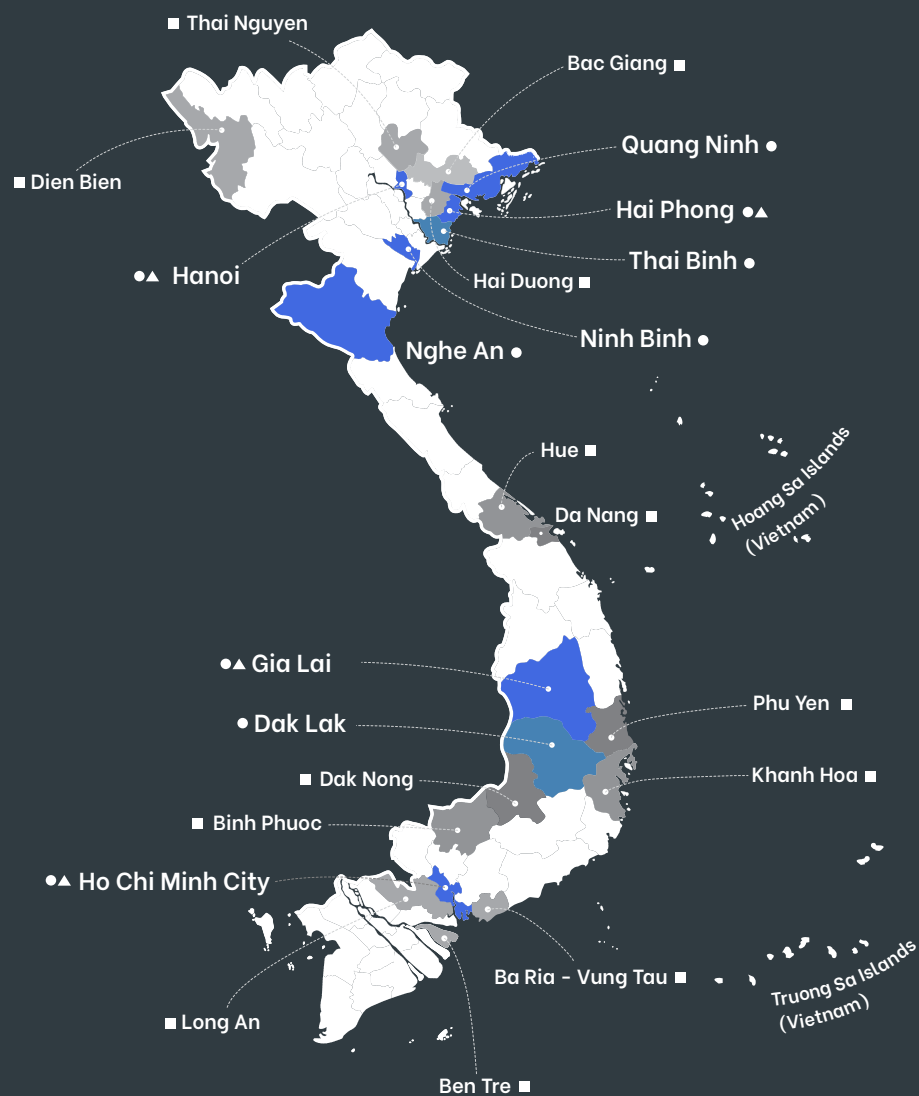 Thai Nguyen
Bac Giang
Quang Ninh
Dien Bien
Hai Phong
Thai Binh
Hanoi
Hai Duong
Ninh Binh
Nghe An
Hue
Da Nang
Hoang Sa Islands
(Vietnam)
Gia Lai
Phu Yen
Dak Lak
Khanh Hoa
Dak Nong
Binh Phuoc
Ho Chi Minh City
Ba Ria - Vung Tau
Truong Sa Islands
(Vietnam)
Long An
Ben Tre